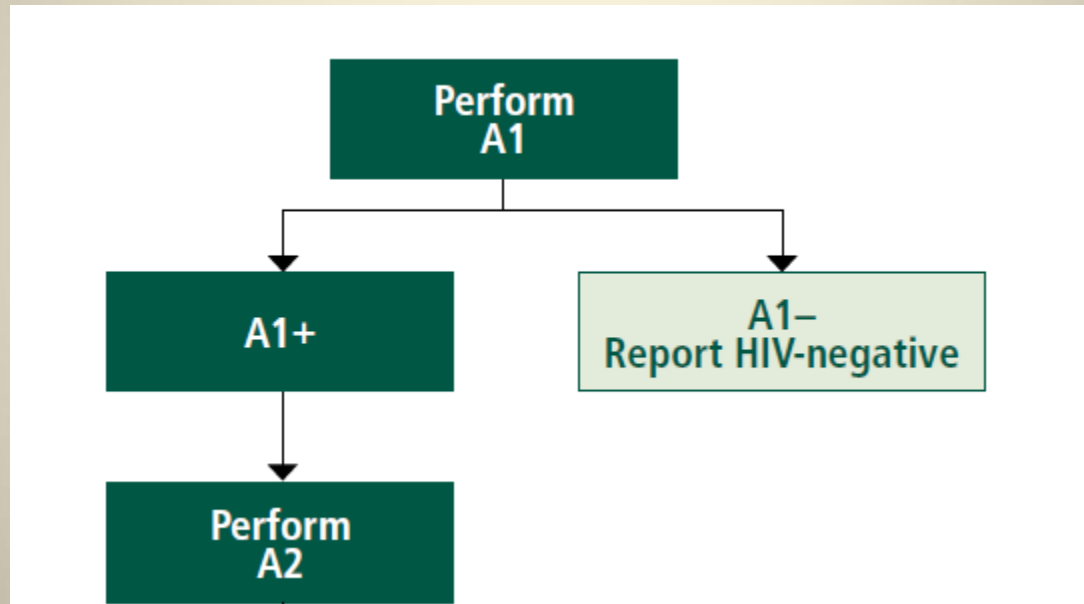 Perform
A1
A1+
A1–
Report HIV-negative
Perform
A2